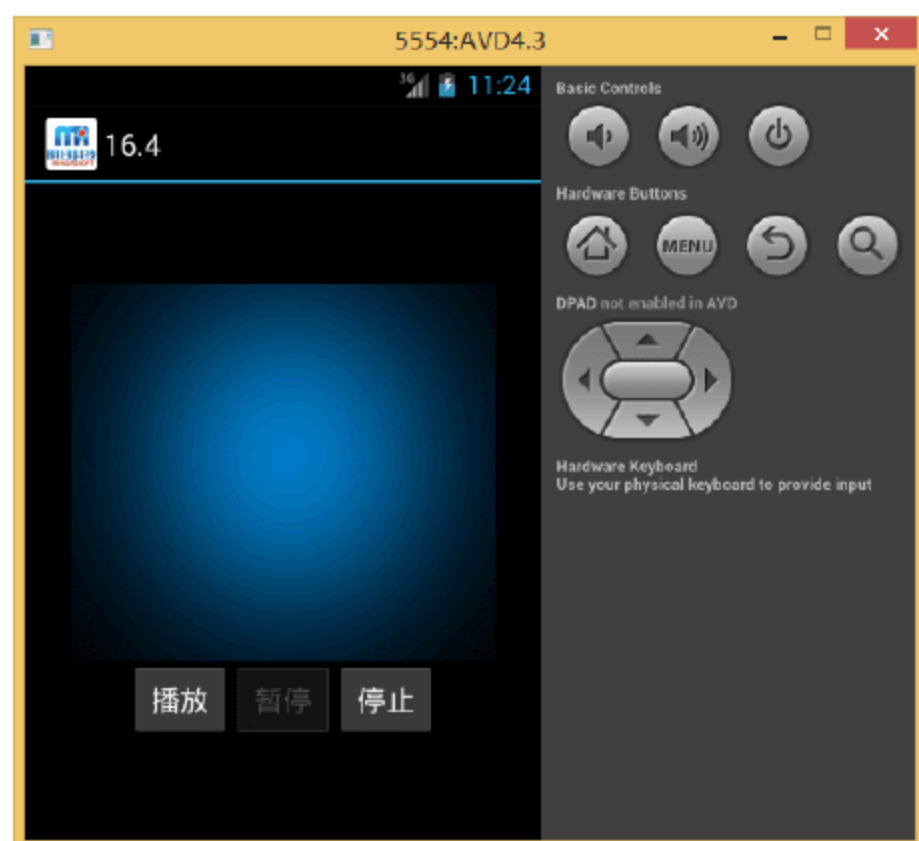 5554:AVD4.3
3G
11:24
16.4
播放
暂停
停止
Basic Controls
Hardware Buttons
MENU
DPAD not enabled in AVD
Hardware Keyboard
Use your physical keyboard to provide input